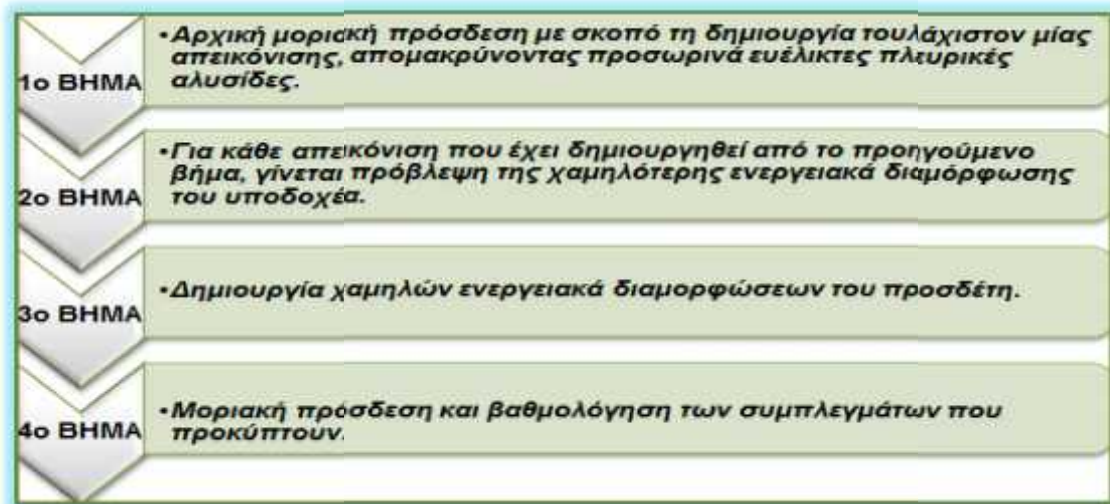 •Αρχική μοριακή πρόσδεση με σκοπό τη δημιουργία τουλάχιστον μίας
απεικόνισης, απομακρύνοντας προσωρινά ευέλικτες πλευρικές
αλυσίδες.
1ο ΒΗΜΑ
•Για κάθε απεικόνιση που έχει δημιουργηθεί από το προηγούμενο
βήμα, γίνεται πρόβλεψη της χαμηλότερης ενεργειακά διαμόρφωσης
του υποδοχέα.
2ο ΒΗΜΑ
•Δημιουργία χαμηλών ενεργειακά διαμορφώσεων του προσδέτη.
3ο ΒΗΜΑ
•Μοριακή πρόσδεση και βαθμολόγηση των συμπλεγμάτων που
προκύπτουν.
4ο ΒΗΜΑ